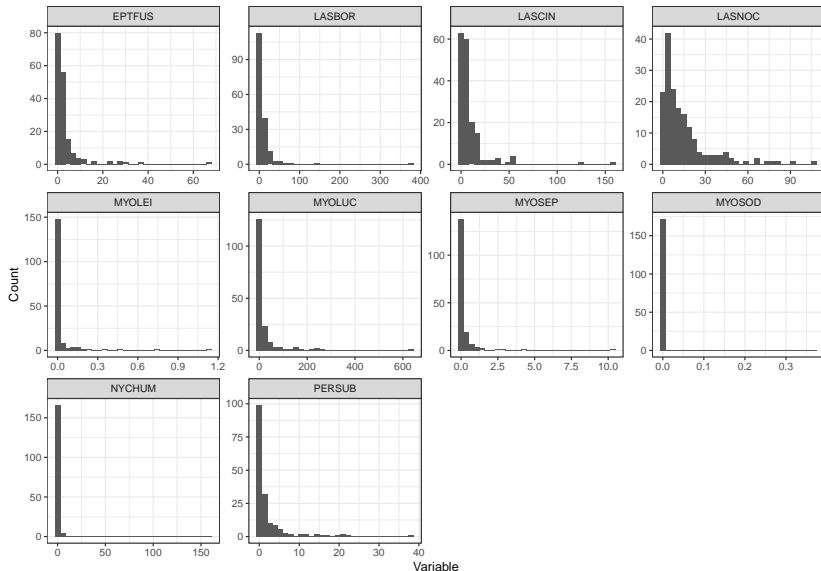 EPTFUS LASBOR LASCIN LASNOC
80 60 40 20 0
0 20 40 60
90 60 30 0
0 100 200 300 400
60 40 20 0
0 50 100 150
40 30 20 10 0
0 30 60 90
MYOLEI MYOLUC MYOSEP MYOSOD
150 100 50 0
0.0 0.3 0.6 0.9 1.2
100 50 0
0 200 400 600
100 50 0
0.0 2.5 5.0 7.5 10.0
150 100 50 0
0.0 0.1 0.2 0.3
NYCHUM PERSUB
150 100 50 0
0 50 100 150
100 75 50 25 0
0 10 20 30 40
Count
Variable